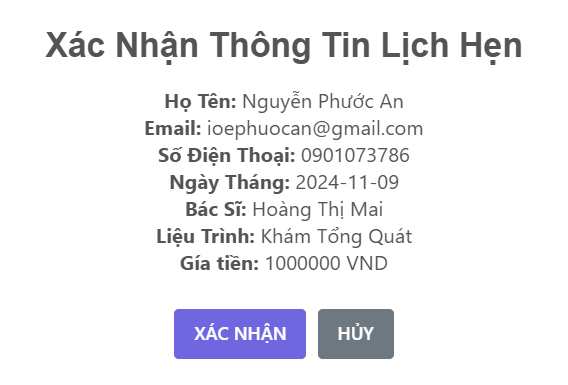 Xác Nhận Thông Tin Lịch Hẹn
Họ Tên: Nguyễn Phước An
Email: ioephuocan@gmail.com
Số Điện Thoại: 0901073786
Ngày Tháng: 2024-11-09
Bác Sĩ: Hoàng Thị Mai
Liệu Trình: Khám Tổng Quát
Gía tiền: 1000000 VND
XÁC NHẬN HỦY